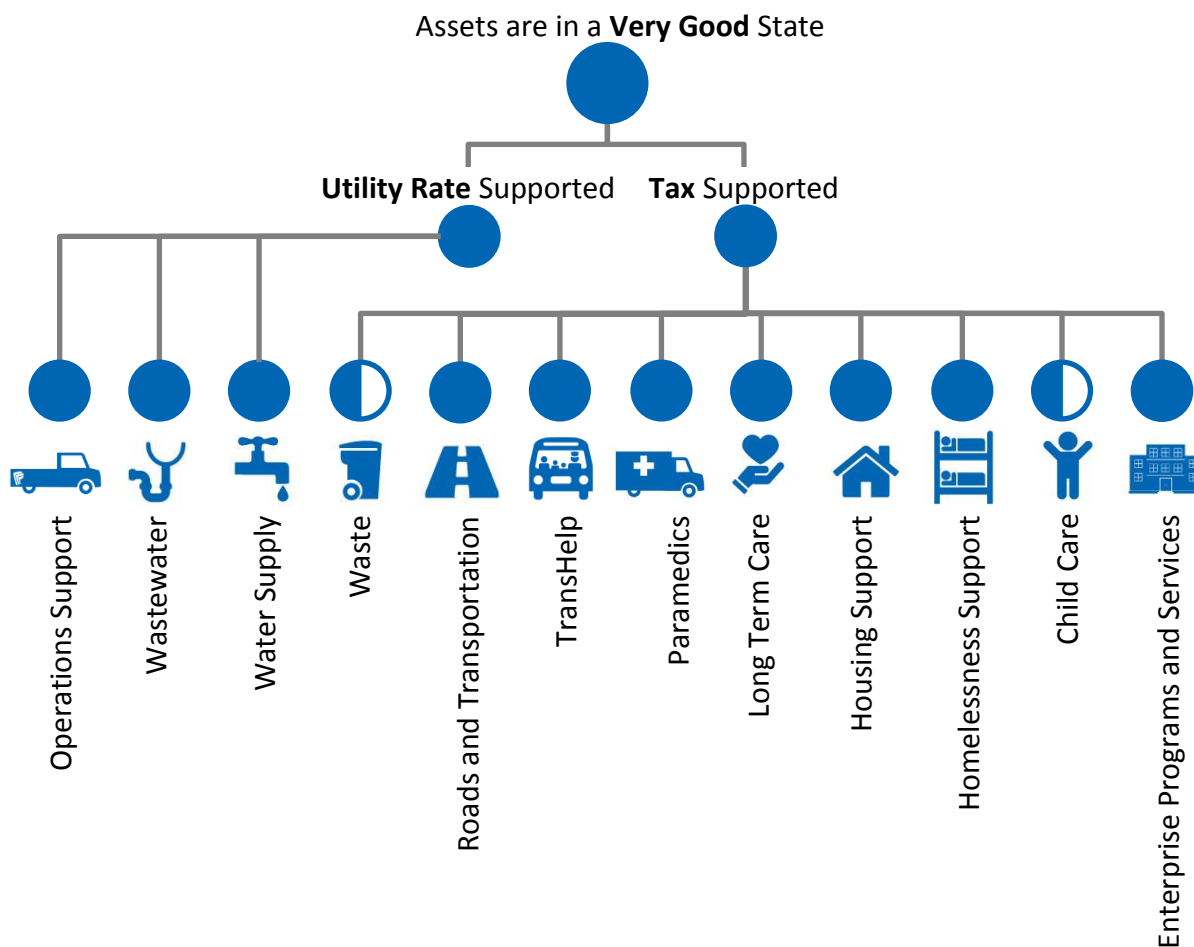 Assets are in a Very Good State
Utility Rate Supported
Tax Supported
Operations Support
Wastewater
Water Supply
Waste
Roads and Transportation
TransHelp
Paramedics
Long Term Care
Housing Support
Homelessness Support
Child Care
Enterprise Programs and Services